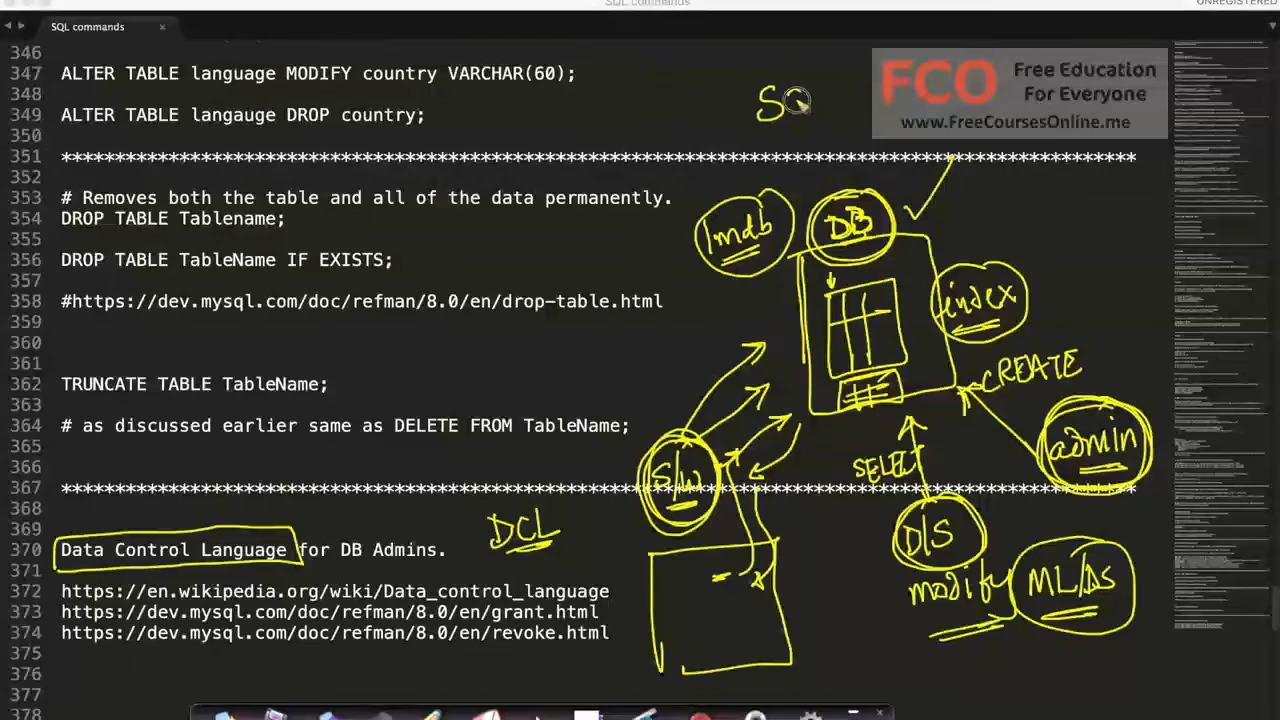 SQL commands
UNREGISTERED
SQL commands
346
347 ALTER TABLE language MODIFY country VARCHAR(60);
348
349 ALTER TABLE langauge DROP country;
350
351 ****************************************************************************************************
352
353 # Removes both the table and all of the data permanently.
354 DROP TABLE Tablename;
355
356 DROP TABLE TableName IF EXISTS;
357
358 #https://dev.mysql.com/doc/refman/8.0/en/drop-table.html
359
360
361
362 TRUNCATE TABLE TableName;
363
364 # as discussed earlier same as DELETE FROM TableName;
365
366
367 ****************************************************************************************************
368
369
370 Data Control Language for DB Admins.
371
372 https://en.wikipedia.org/wiki/Data_control_language
373 https://dev.mysql.com/doc/refman/8.0/en/grant.html
374 https://dev.mysql.com/doc/refman/8.0/en/revoke.html
375
376
377
378
FCO Free Education
For Everyone
www.FreeCoursesOnline.me
imdb
DB
index
CREATE
admin
S/W
SELECT
D/S
modify
ML/DS
DCL